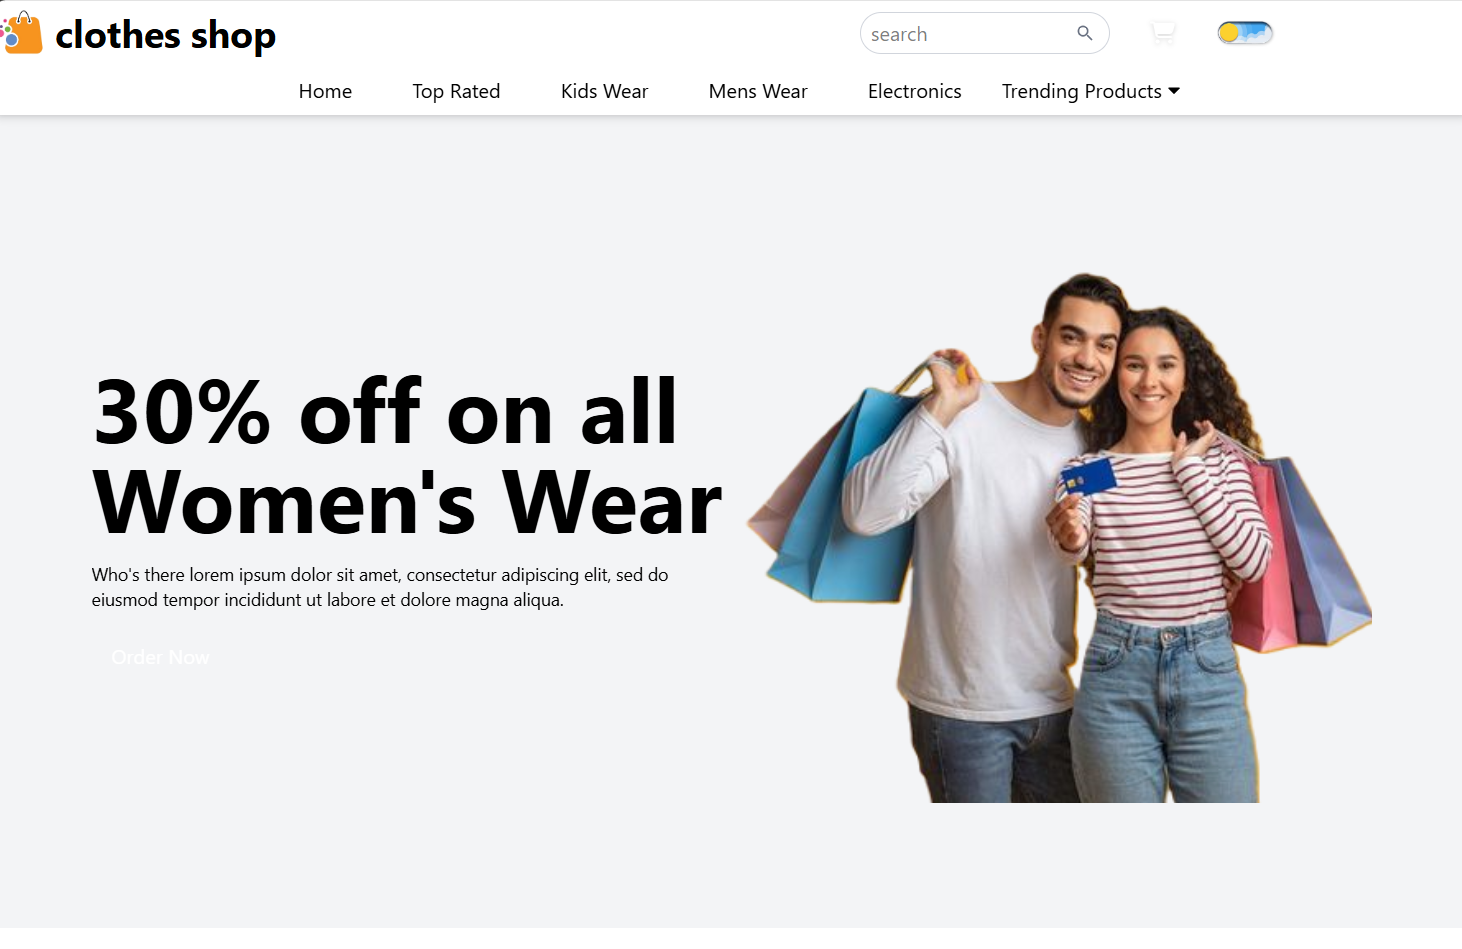 clothes shop
search
Home Top Rated Kids Wear Mens Wear Electronics Trending Products
30% off on all
Women's Wear
Who's there lorem ipsum dolor sit amet, consectetur adipiscing elit, sed do
eiusmod tempor incididunt ut labore et dolore magna aliqua.
Order Now